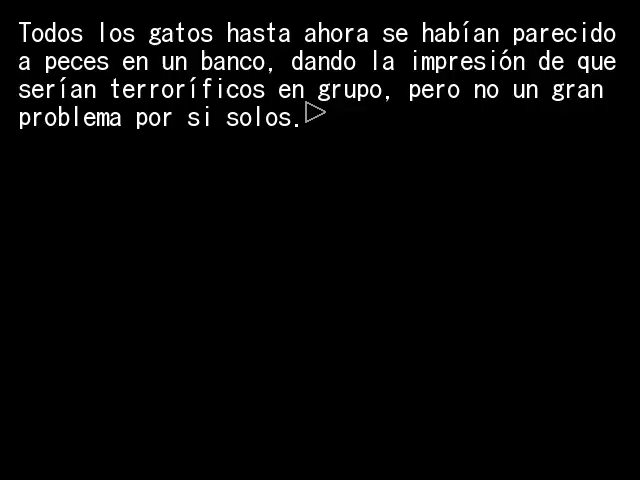 Todos los gatos hasta ahora se habían parecido
a peces en un banco, dando la impresión de que
serían terroríficos en grupo, pero no un gran
problema por si solos.